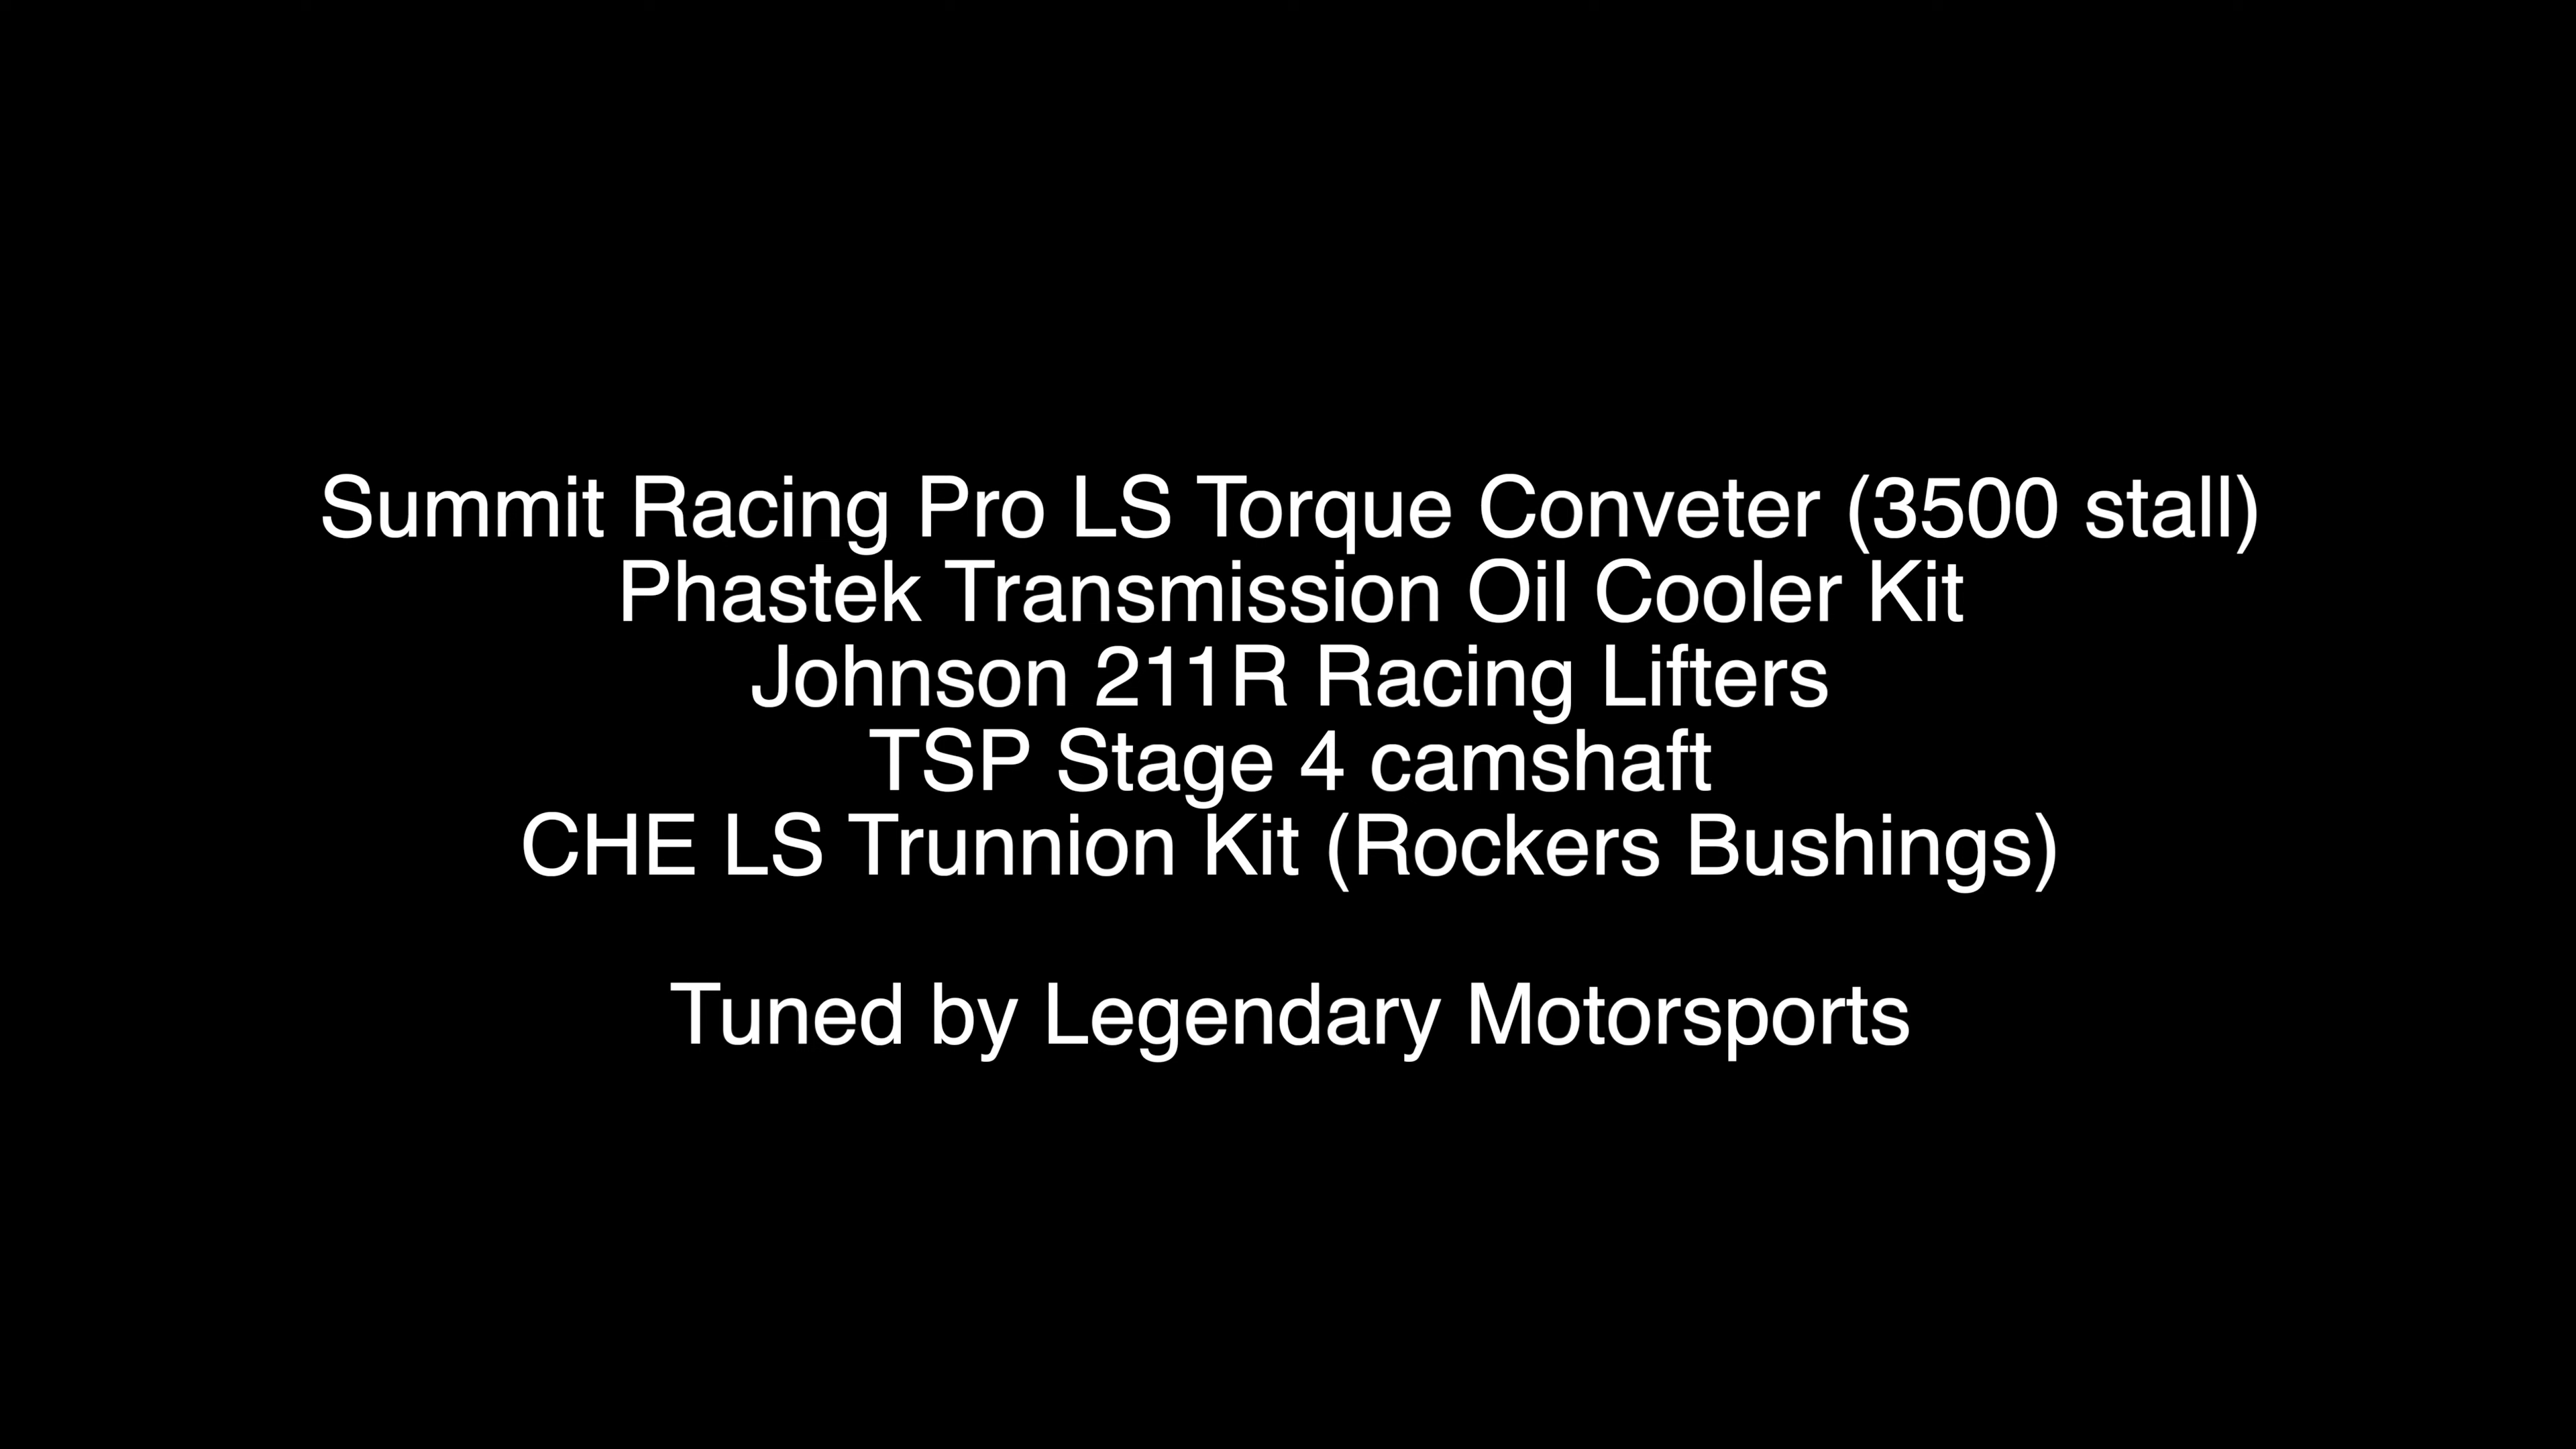 Summit Racing Pro LS Torque Conveter (3500 stall)
Phastek Transmission Oil Cooler Kit
Johnson 211R Racing Lifters
TSP Stage 4 camshaft
CHE LS Trunnion Kit (Rockers Bushings)
Tuned by Legendary Motorsports